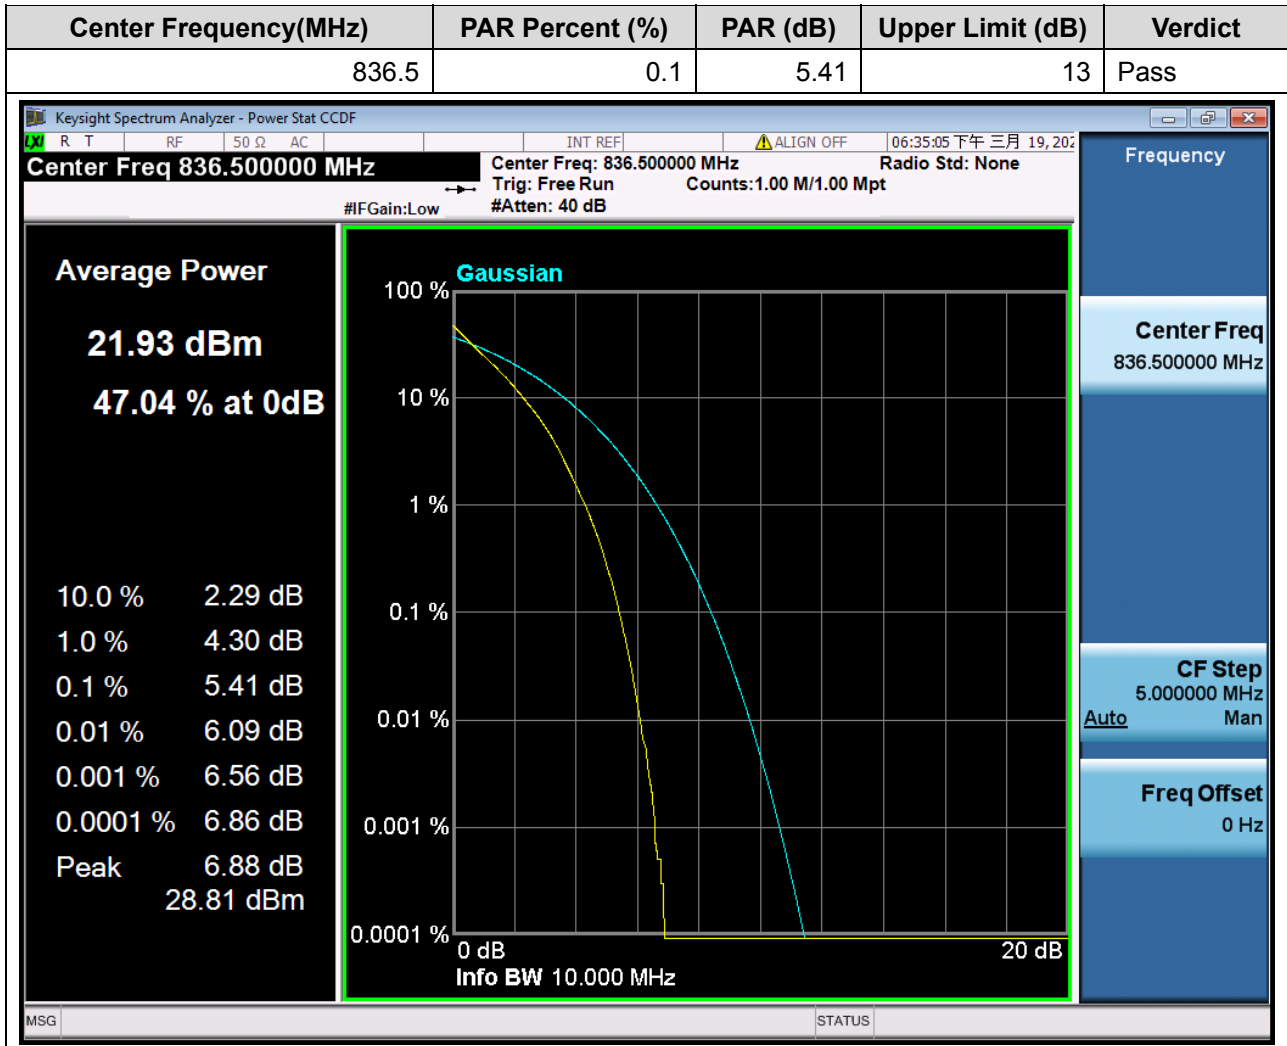 Center Frequency(MHz) PAR Percent (%) PAR (dB) Upper Limit (dB) Verdict
836.5 0.1 5.41 13 Pass
Keysight Spectrum Analyzer - Power Stat CCDF
LXI R T RF 50 Ω AC INT REF ALIGN OFF 06:35:05 下午 三月 19, 202
Center Freq 836.500000 MHz
Center Freq: 836.500000 MHz Radio Std: None
Trig: Free Run Counts:1.00 M/1.00 Mpt
#IFGain:Low #Atten: 40 dB
Average Power
21.93 dBm
47.04 % at 0dB
10.0 % 2.29 dB
1.0 % 4.30 dB
0.1 % 5.41 dB
0.01 % 6.09 dB
0.001 % 6.56 dB
0.0001 % 6.86 dB
Peak 6.88 dB
28.81 dBm
Gaussian
100 %
10 %
1 %
0.1 %
0.01 %
0.001 %
0.0001 %
0 dB 20 dB
Info BW 10.000 MHz
Frequency
Center Freq
836.500000 MHz
CF Step
5.000000 MHz
Auto Man
Freq Offset
0 Hz
MSG STATUS